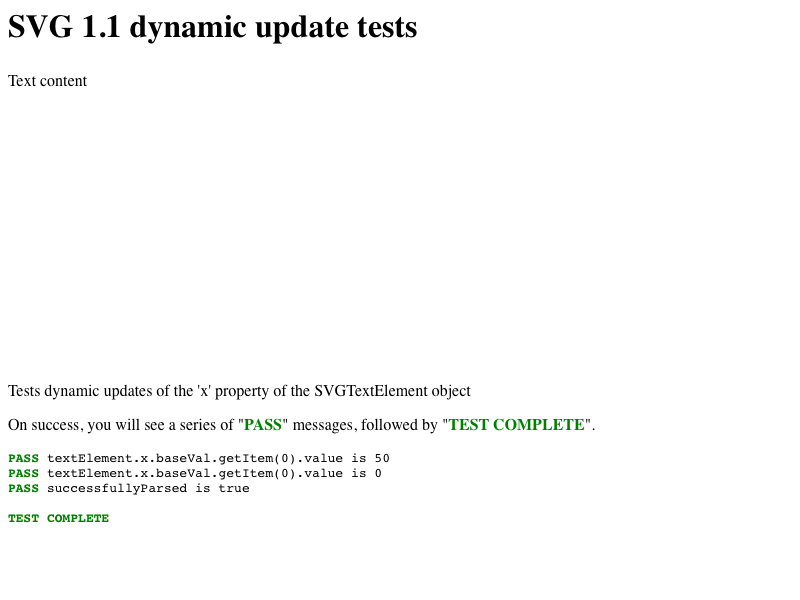 SVG 1.1 dynamic update tests
Text content
Tests dynamic updates of the 'x' property of the SVGTextElement object
On success, you will see a series of "PASS" messages, followed by "TEST COMPLETE".
PASS textElement.x.baseVal.getItem(0).value is 50
PASS textElement.x.baseVal.getItem(0).value is 0
PASS successfullyParsed is true
TEST COMPLETE